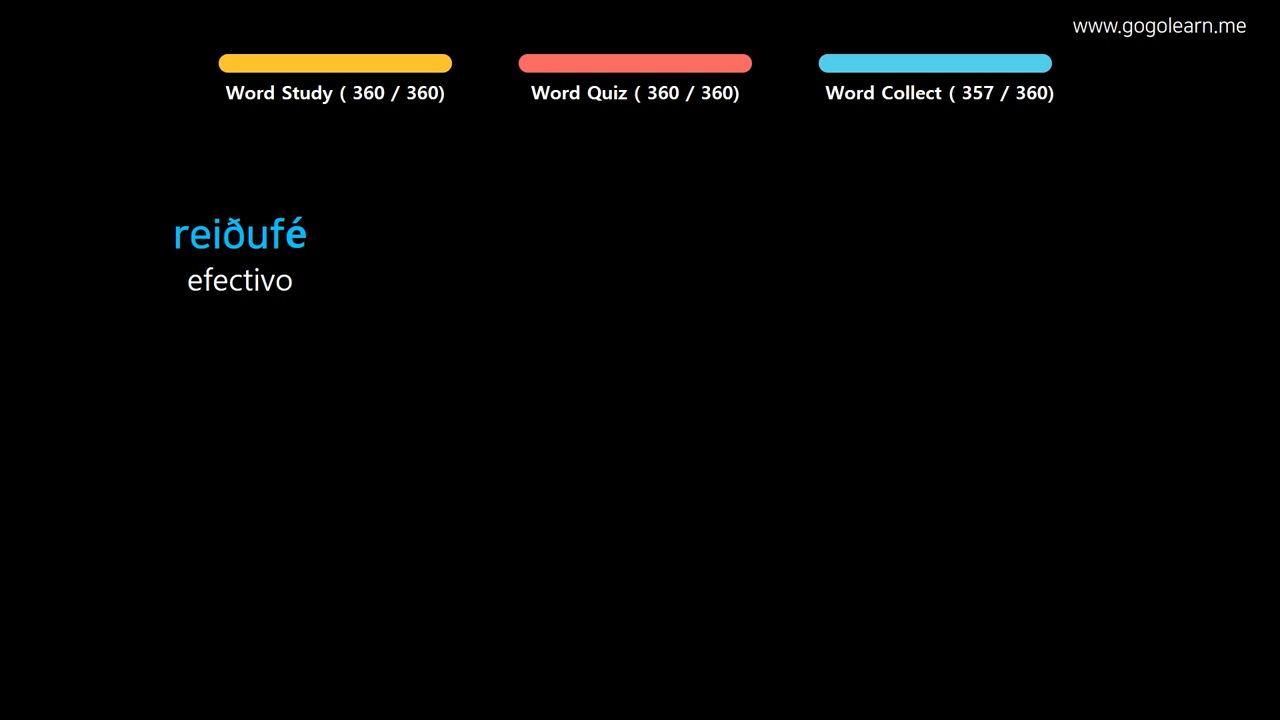 www.gogolearn.me
Word Study ( 360 / 360)
Word Quiz ( 360 / 360)
Word Collect ( 357 / 360)
reiðufé
efectivo